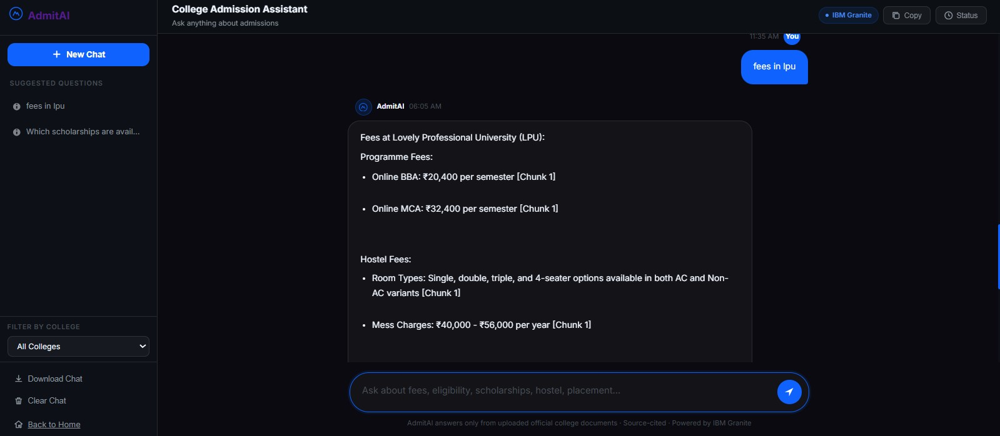 AdmitAI
New Chat
SUGGESTED QUESTIONS
fees in lpu
Which scholarships are avail...
FILTER BY COLLEGE
All Colleges
Download Chat
Clear Chat
Back to Home
College Admission Assistant
Ask anything about admissions
IBM Granite
Copy
Status
11:35 AM You
fees in lpu
AdmitAI 06:05 AM
Fees at Lovely Professional University (LPU):
Programme Fees:
• Online BBA: ₹20,400 per semester [Chunk 1]
• Online MCA: ₹32,400 per semester [Chunk 1]
Hostel Fees:
• Room Types: Single, double, triple, and 4-seater options available in both AC and Non-
AC variants [Chunk 1]
• Mess Charges: ₹40,000 - ₹56,000 per year [Chunk 1]
Ask about fees, eligibility, scholarships, hostel, placement...
AdmitAI answers only from uploaded official college documents · Source-cited · Powered by IBM Granite